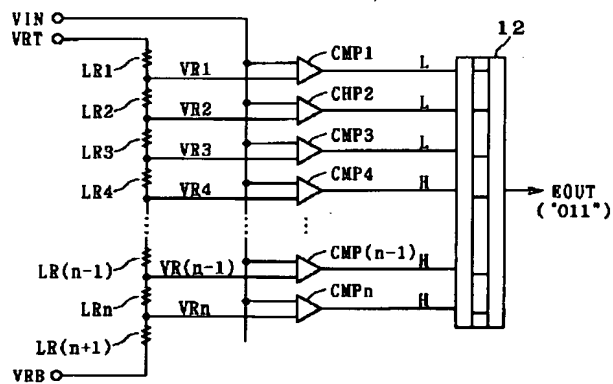 VIN
VRT
12
CMP1
L
LR1
VR1
CHP2
L
LR2
VR2
CMP3
L
LR3
VR3
CMP4
H
LR4
VR4
EOUT
("011")
CMP(n-1)
H
LR(n-1)
VR(n-1)
CMPn
H
LRn
VRn
LR(n+1)
VRB